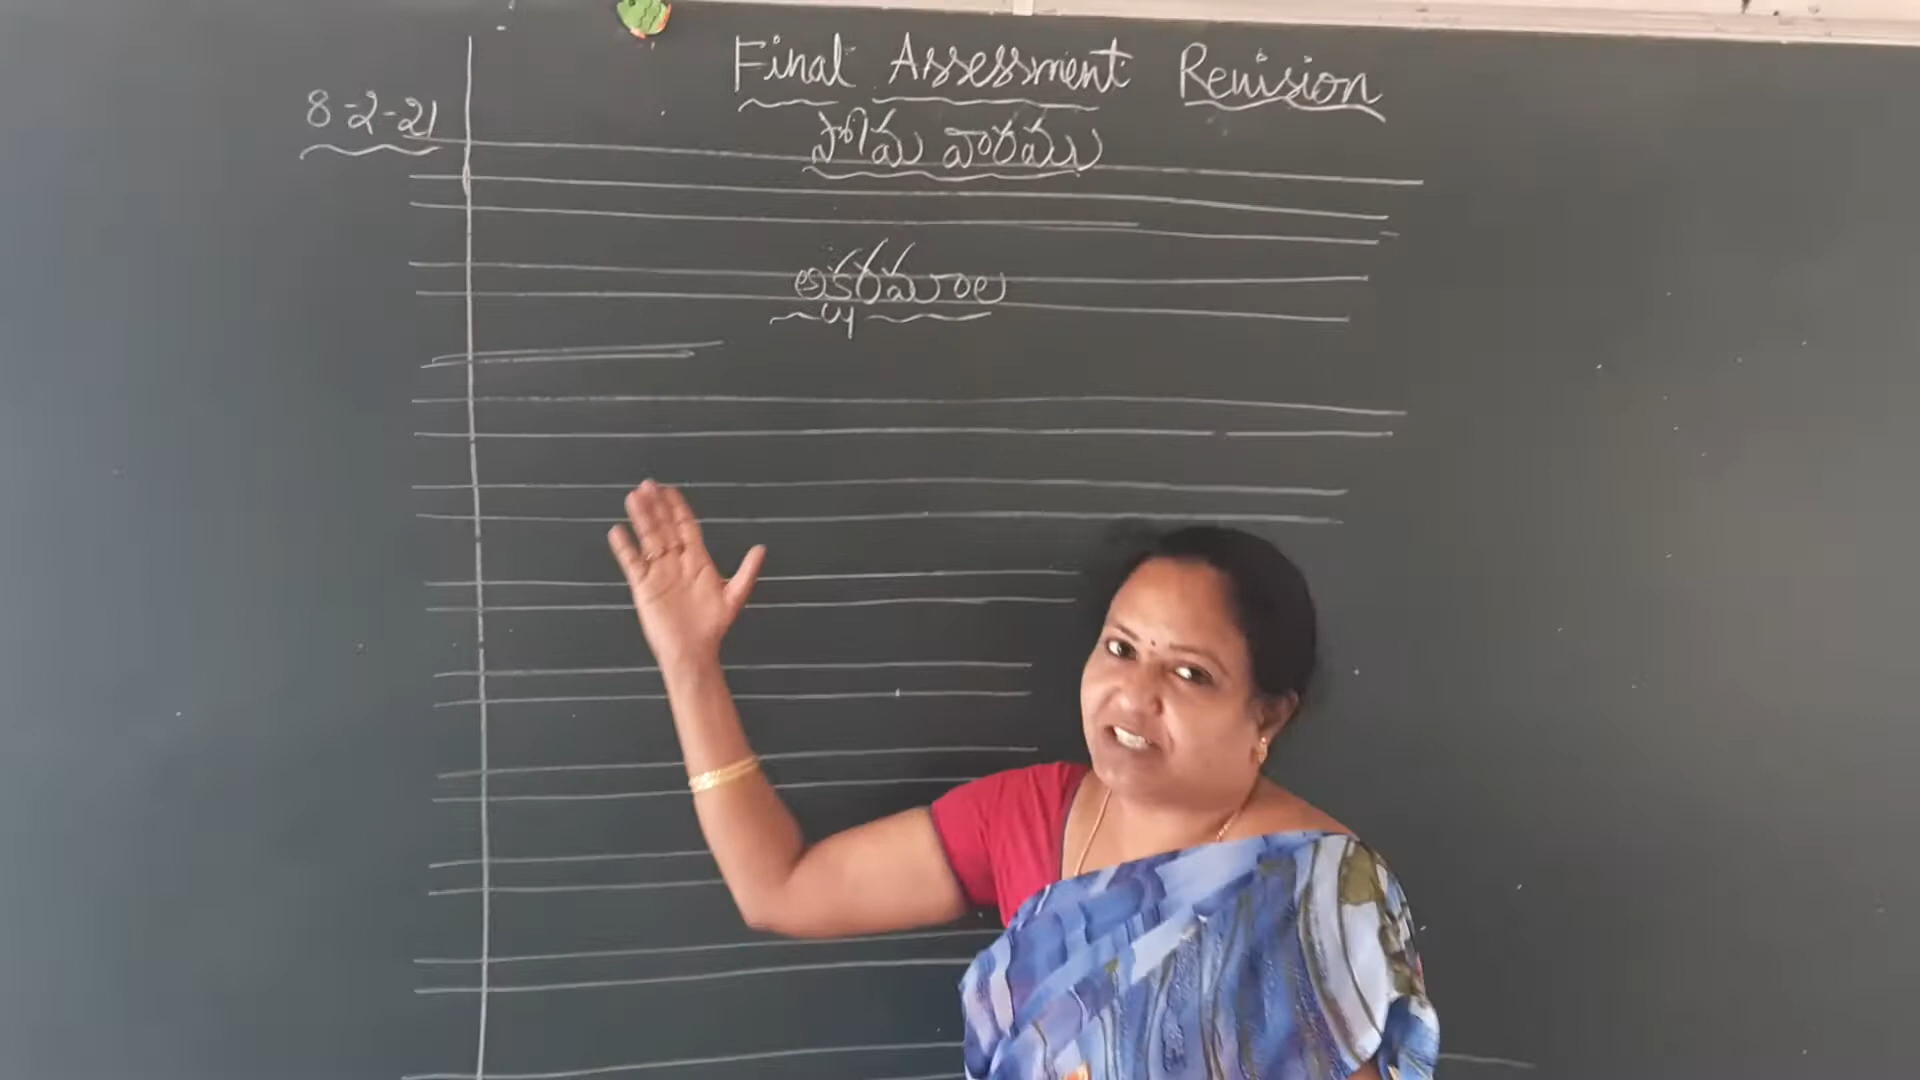 Final Assessment Revision
8-2-21
సోమ వారము
అక్షరమాల